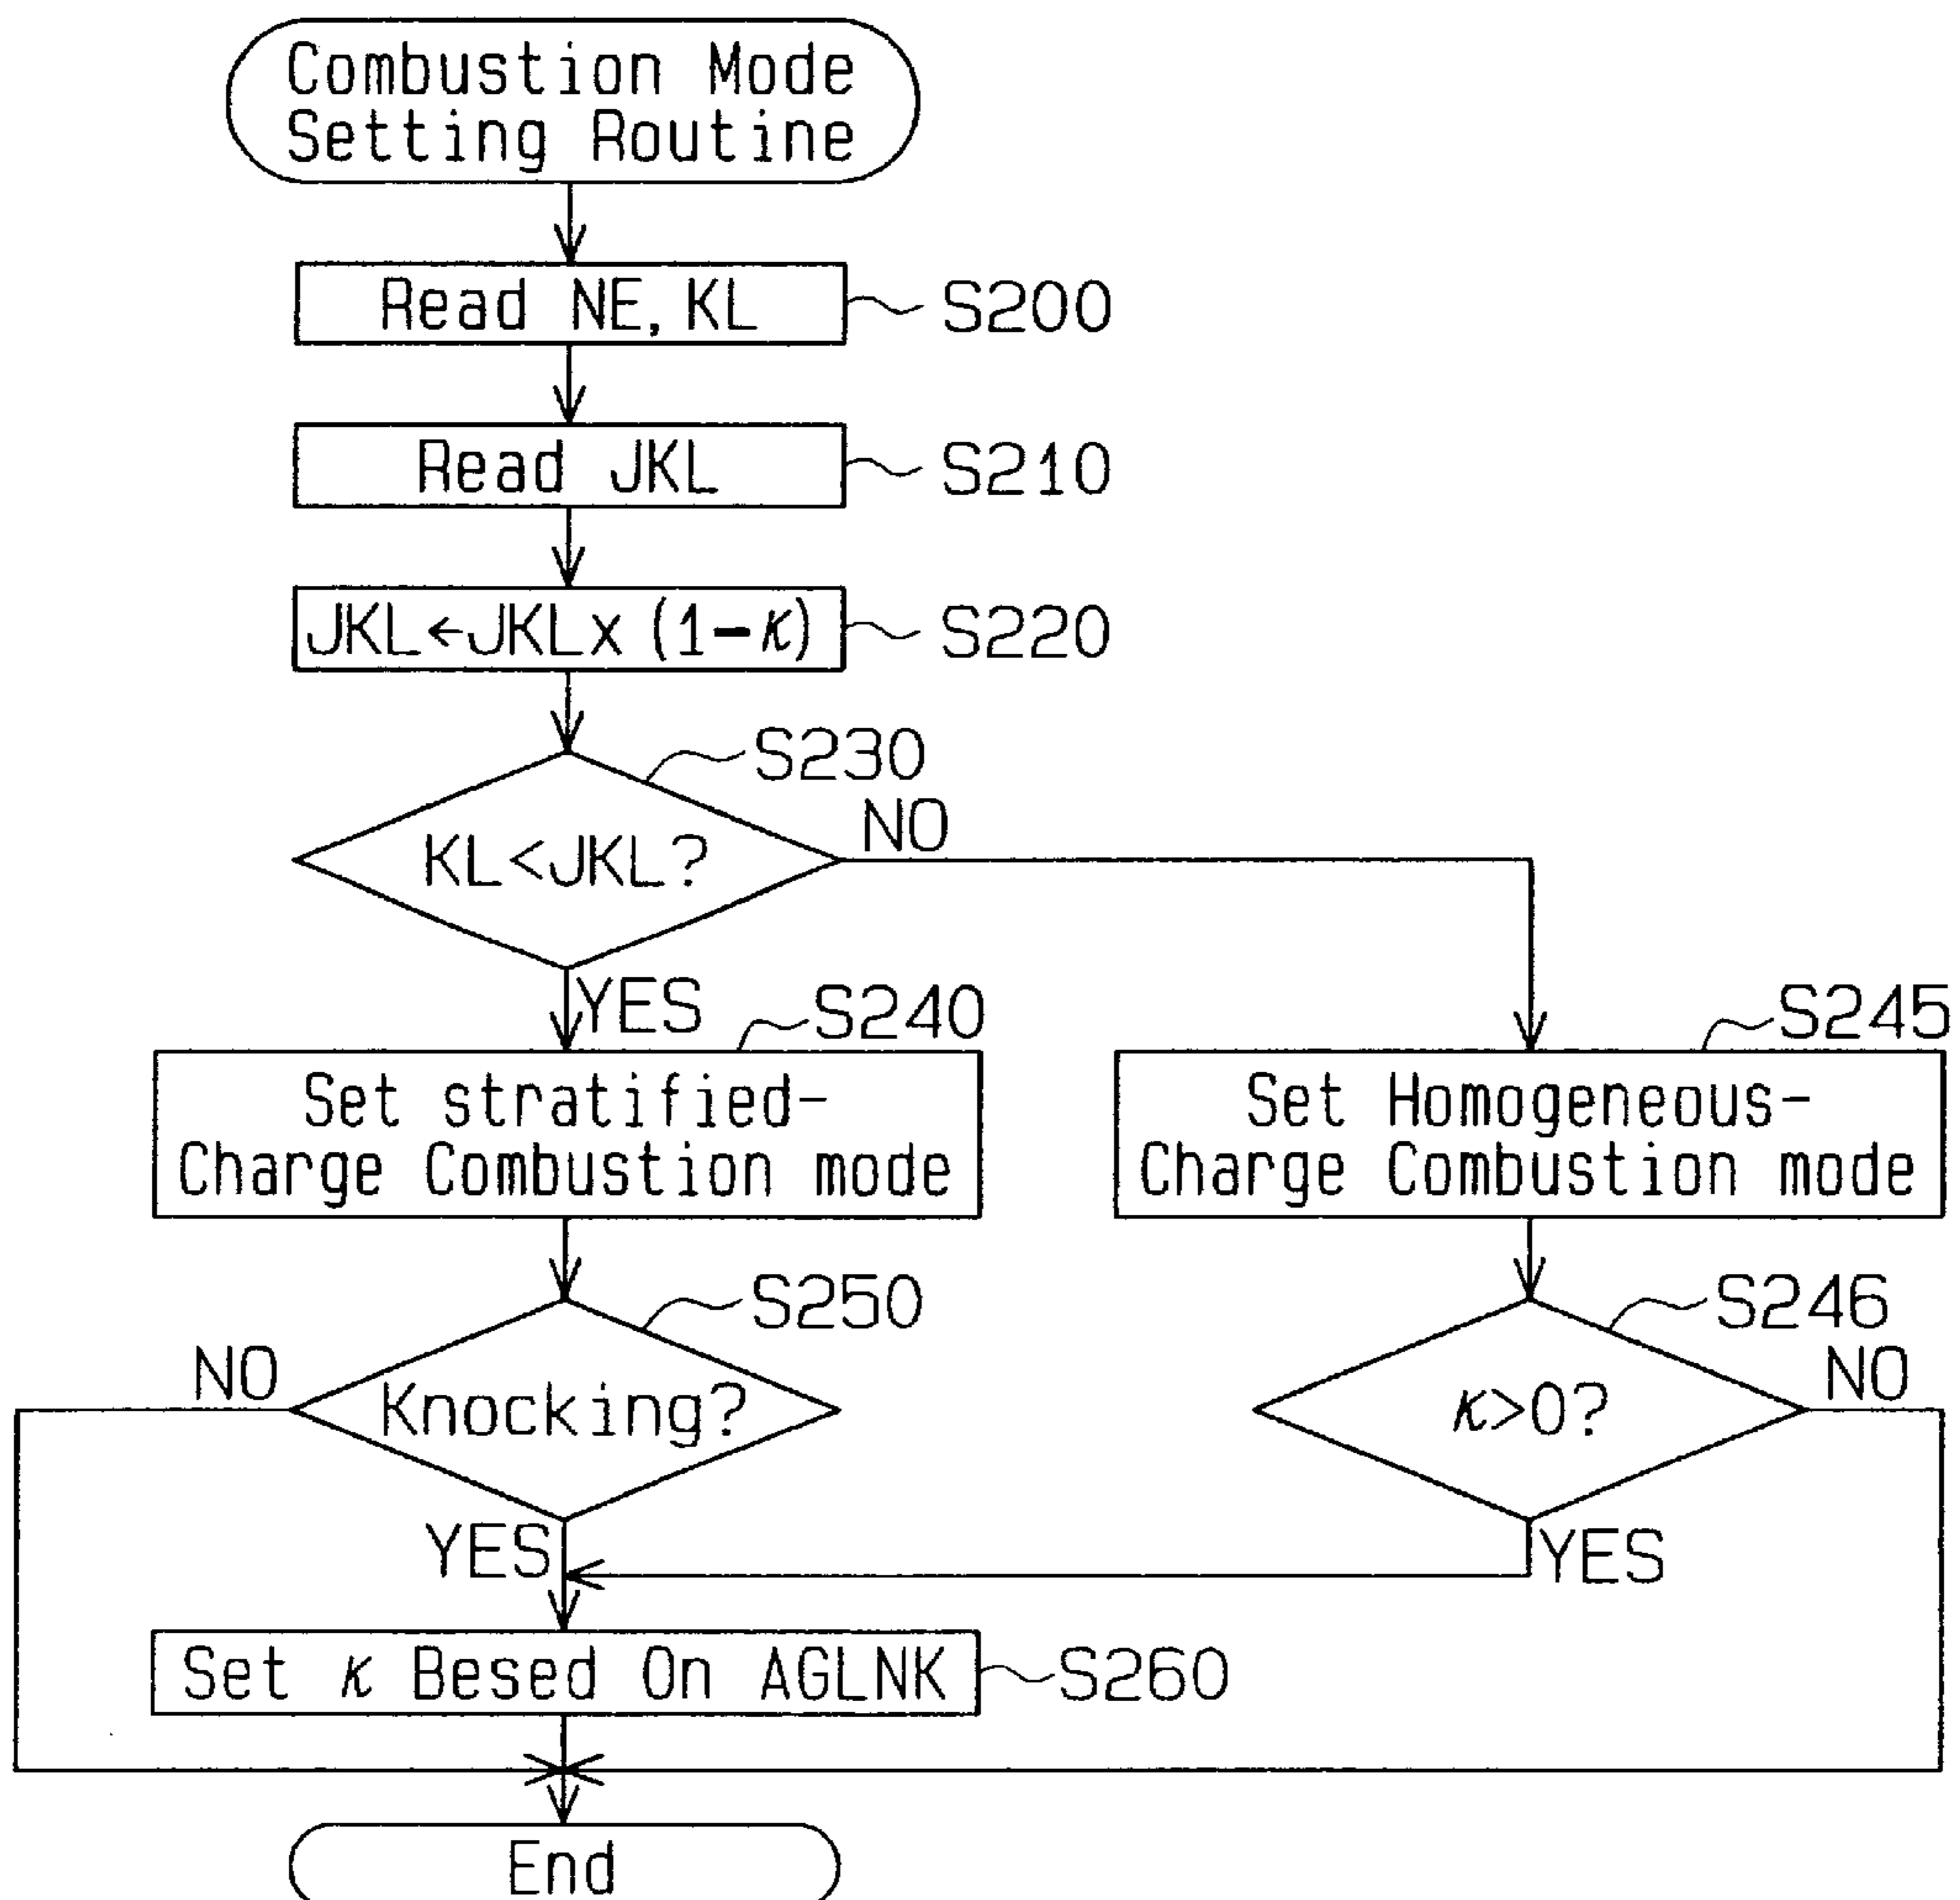 Combustion Mode
Setting Routine
Read NE, KL
S200
Read JKL
S210
JKL←JKLx (1-κ)
S220
S230
KL<JKL?
NO
YES
S240
Set stratified-
Charge Combustion mode
S245
Set Homogeneous-
Charge Combustion mode
S250
Knocking?
NO
YES
S246
κ>0?
NO
YES
Set κ Besed On AGLNK
S260
End